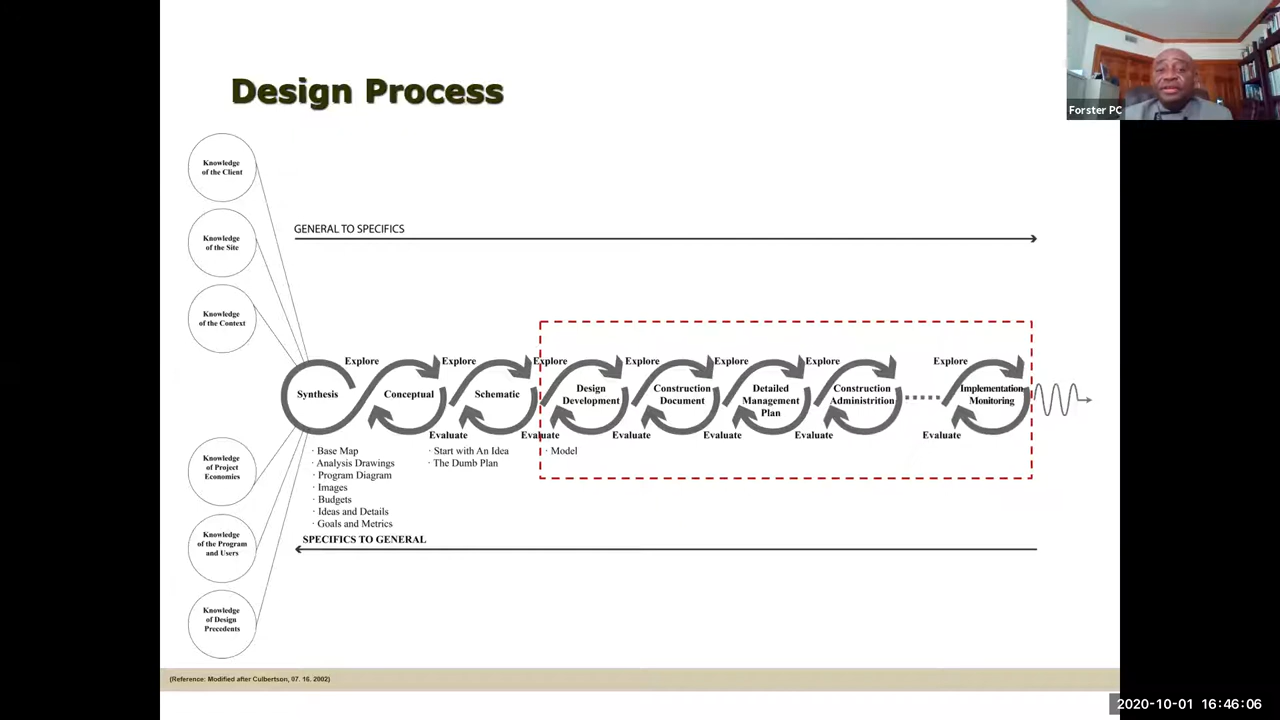 Design Process
Forster PC
Knowledge
of the Client
Knowledge
of the Site
Knowledge
of the Context
GENERAL TO SPECIFICS
Explore
Explore
Explore
Explore
Explore
Explore
Explore
Synthesis
Conceptual
Schematic
Design
Development
Construction
Document
Detailed
Management
Plan
Construction
Administrition
Implementation
Monitoring
Evaluate
Evaluate
Evaluate
Evaluate
Evaluate
Evaluate
· Base Map
· Analysis Drawings
· Program Diagram
· Images
· Budgets
· Ideas and Details
· Goals and Metrics
· Start with An Idea
· The Dumb Plan
· Model
Knowledge
of Project
Economies
Knowledge
of the Program
and Users
Knowledge
of Design
Precedents
SPECIFICS TO GENERAL
(Reference: Modified after Culbertson, 07. 16. 2002)
2020-10-01 16:46:06